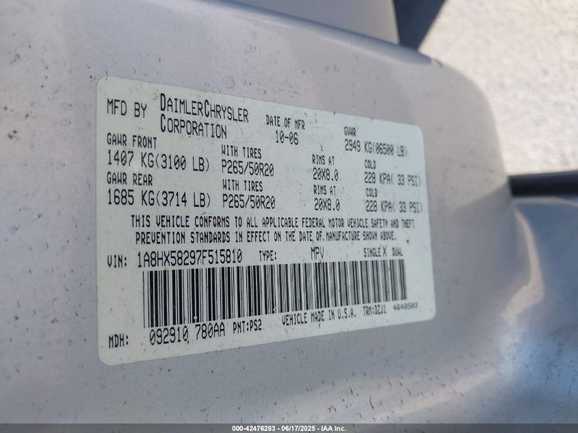 MFD BY DAIMLERCHRYSLER CORPORATION DATE OF MFR 10-06 GVWR 2949 KG(06500 LB)
GAWR FRONT WITH TIRES RIMS AT COLD
1407 KG(3100 LB) P265/50R20 20X8.0 228 KPA( 33 PSI)
GAWR REAR WITH TIRES RIMS AT COLD
1685 KG(3714 LB) P265/50R20 20X8.0 228 KPA( 33 PSI)
THIS VEHICLE CONFORMS TO ALL APPLICABLE FEDERAL MOTOR VEHICLE SAFETY AND THEFT
PREVENTION STANDARDS IN EFFECT ON THE DATE OF MANUFACTURE SHOWN ABOVE.
VIN: 1A8HX58297F515810 TYPE: MPV SINGLE X DUAL
MDH: 092910 780AA PNT:PS2 VEHICLE MADE IN U.S.A.
000-42476293 - 06/17/2025 - IAA Inc.